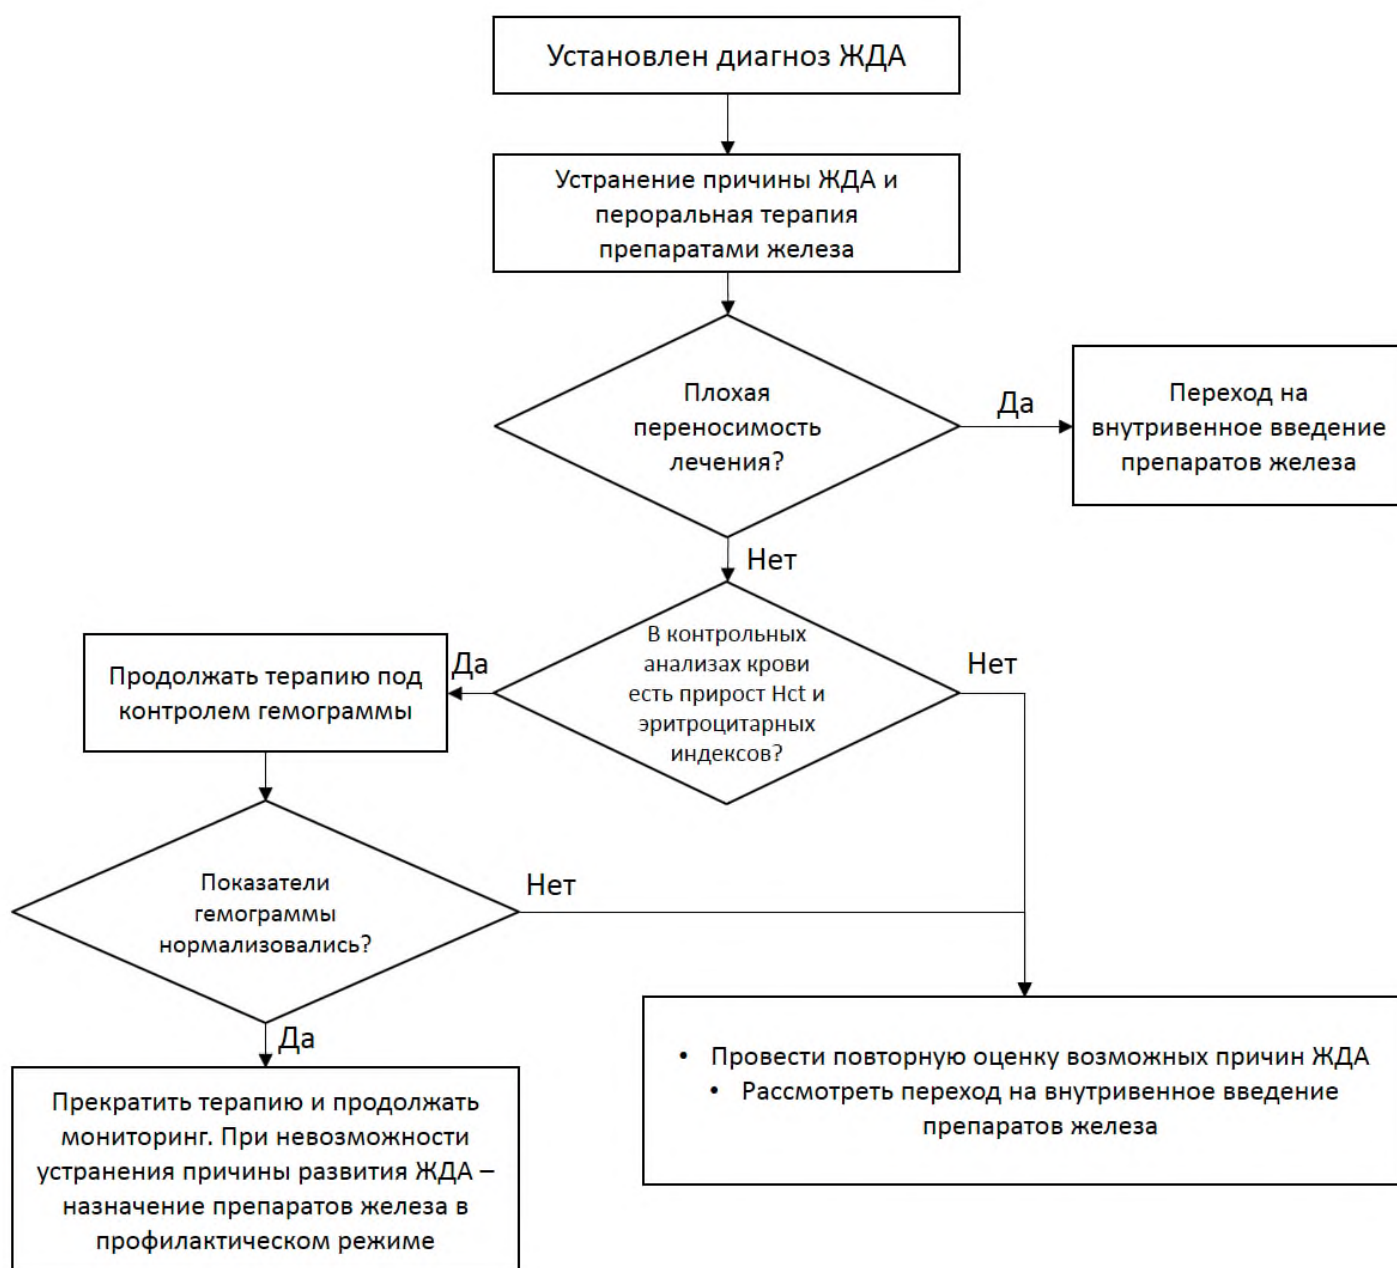 Установлен диагноз ЖДА
Устранение причины ЖДА и
пероральная терапия
препаратами железа
Плохая
переносимость
лечения?
Да
Переход на
внутривенное введение
препаратов железа
Нет
В контрольных
анализах крови
есть прирост Hct и
эритроцитарных
индексов?
Да
Нет
Продолжать терапию под
контролем гемограммы
Показатели
гемограммы
нормализовались?
Нет
Да
• Провести повторную оценку возможных причин ЖДА
• Рассмотреть переход на внутривенное введение
препаратов железа
Прекратить терапию и продолжать
мониторинг. При невозможности
устранения причины развития ЖДА –
назначение препаратов железа в
профилактическом режиме